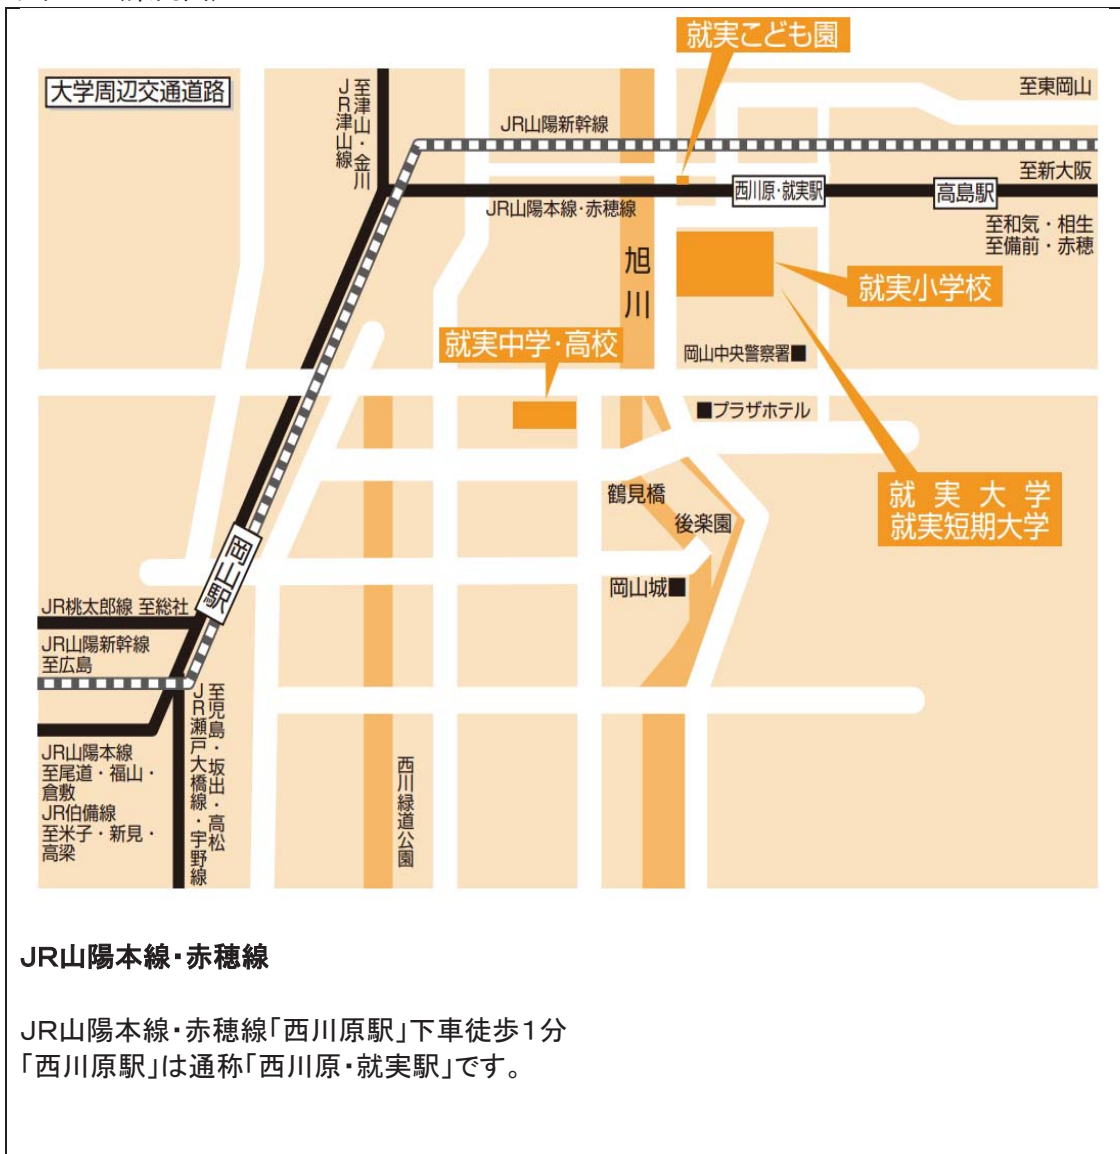 就実こども園
大学周辺交通道路
至津山・金川
JR津山線
JR山陽新幹線
至東岡山
至新大阪
JR山陽本線・赤穂線
西川原・就実駅
高島駅
至和気・相生
至備前・赤穂
旭川
就実小学校
就実中学・高校
岡山中央警察署■
■プラザホテル
鶴見橋
後楽園
就実大学
就実短期大学
岡山駅
岡山城■
JR桃太郎線 至総社
JR山陽新幹線
至広島
至児島・坂出・高松
JR瀬戸大橋線・宇野線
JR山陽本線
至尾道・福山・
倉敷
JR伯備線
至米子・新見・
高梁
西川緑道公園
JR山陽本線・赤穂線
JR山陽本線・赤穂線「西川原駅」下車徒歩1分
「西川原駅」は通称「西川原・就実駅」です。